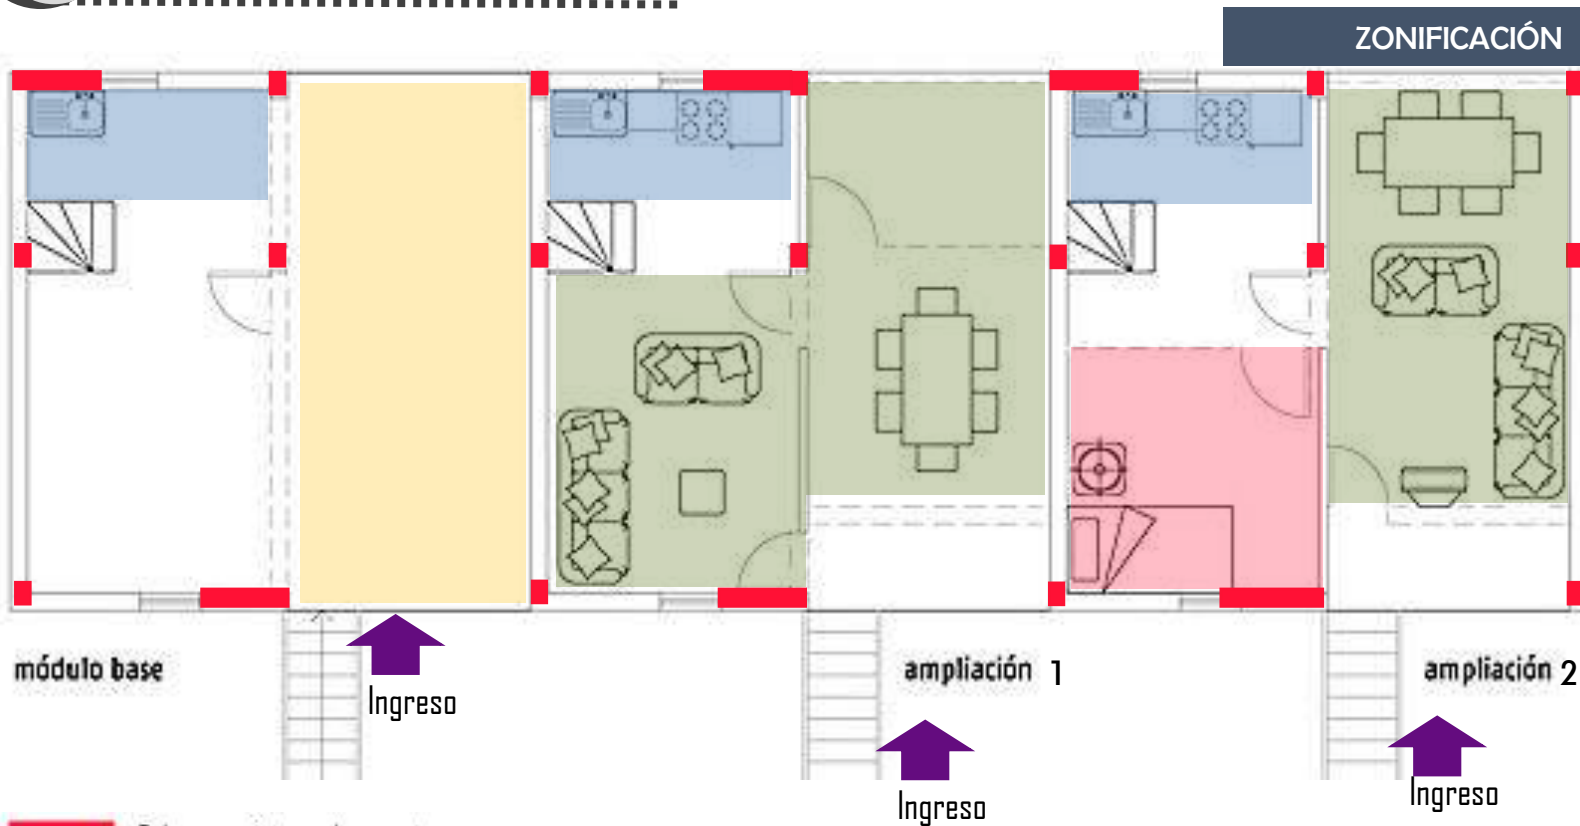 ZONIFICACIÓN
módulo base
ampliación 1
ampliación 2
Ingreso
Ingreso
Ingreso